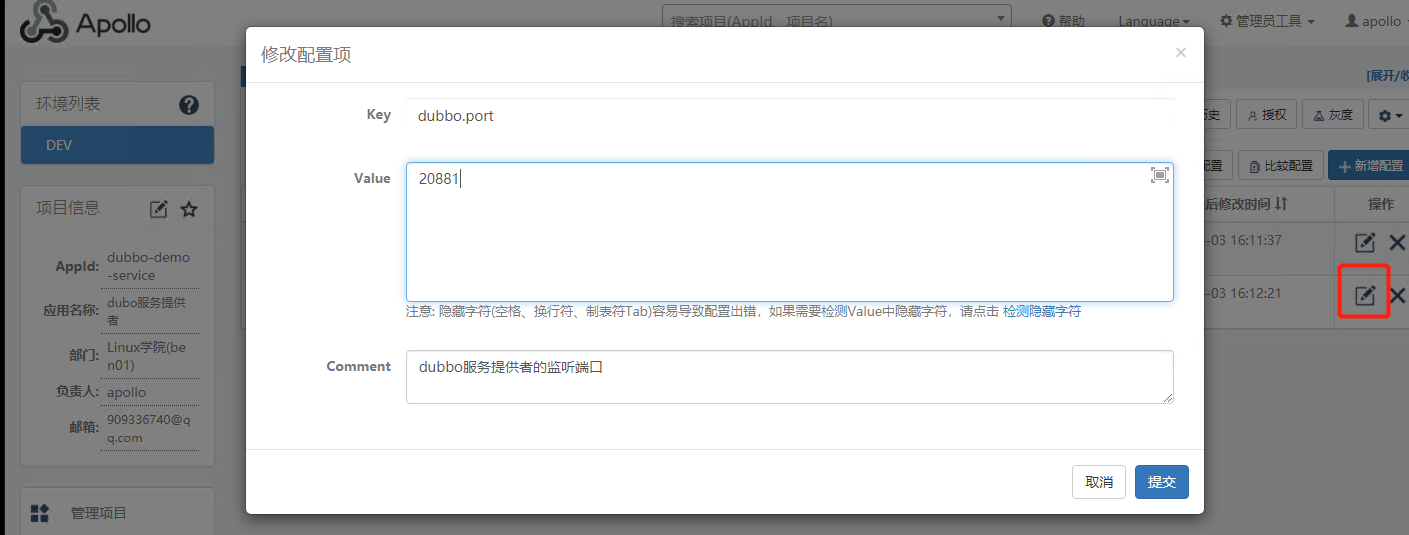 Apollo
搜索项目(AppId、项目名)
帮助
Language
管理员工具
apollo
修改配置项
×
[展开/收
环境列表
DEV
历史
授权
灰度
Key
dubbo.port
Value
20881
配置
比较配置
新增配置
后修改时间
操作
-03 16:11:37
-03 16:12:21
项目信息
AppId:
dubbo-demo
-service
应用名称:
dubo服务提供
者
部门:
Linux学院(be
n01)
负责人:
apollo
邮箱:
909336740@q
q.com
注意: 隐藏字符(空格、换行符、制表符Tab)容易导致配置出错，如果需要检测Value中隐藏字符，请点击 检测隐藏字符
Comment
dubbo服务提供者的监听端口
取消
提交
管理项目